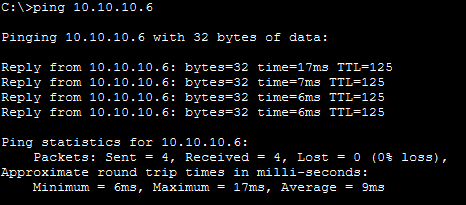 C:\>ping 10.10.10.6
Pinging 10.10.10.6 with 32 bytes of data:
Reply from 10.10.10.6: bytes=32 time=17ms TTL=125
Reply from 10.10.10.6: bytes=32 time=7ms TTL=125
Reply from 10.10.10.6: bytes=32 time=6ms TTL=125
Reply from 10.10.10.6: bytes=32 time=6ms TTL=125
Ping statistics for 10.10.10.6:
    Packets: Sent = 4, Received = 4, Lost = 0 (0% loss),
Approximate round trip times in milli-seconds:
    Minimum = 6ms, Maximum = 17ms, Average = 9ms